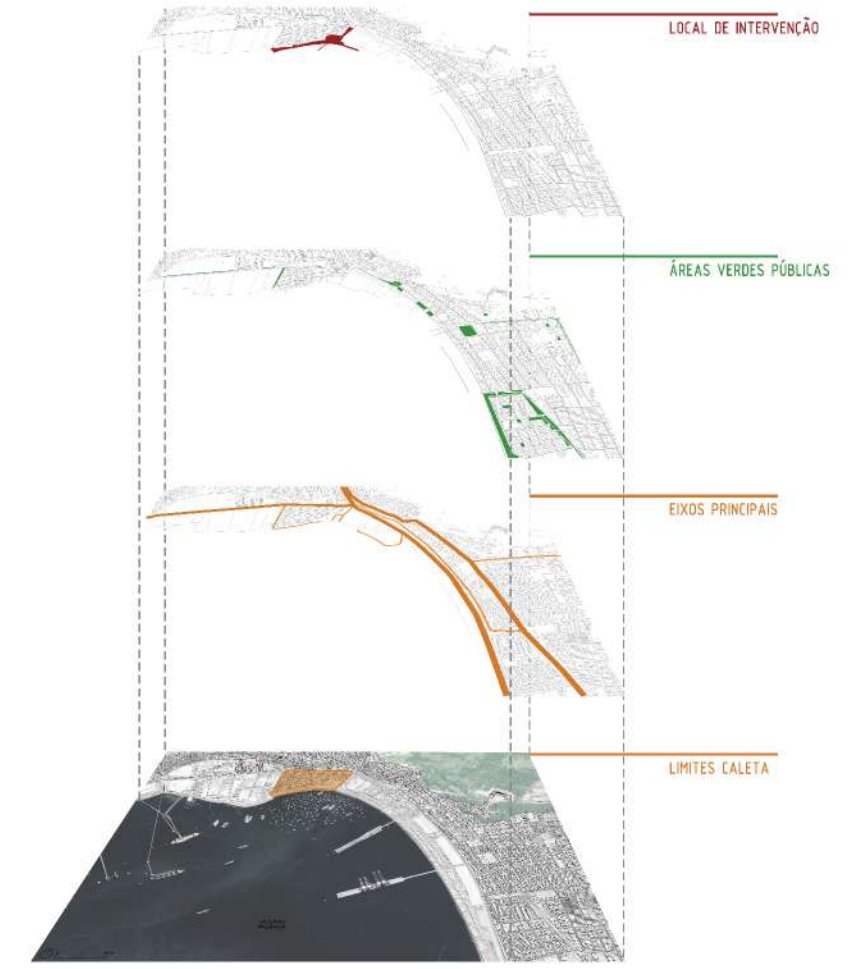 LOCAL DE INTERVENÇÃO
ÁREAS VERDES PÚBLICAS
EIXOS PRINCIPAIS
LIMITES CALETA